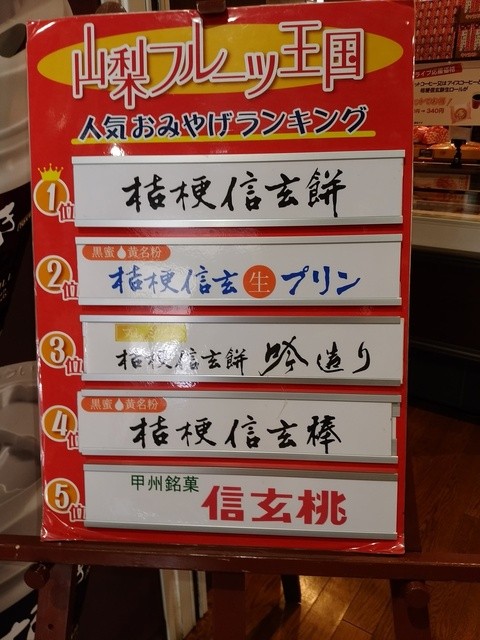 山梨フルーツ王国
人気おみやげランキング
1位
桔梗信玄餅
2位
黒蜜 黄名粉
桔梗信玄生プリン
3位
桔梗信玄餅 吟造り
4位
黒蜜 黄名粉
桔梗信玄棒
5位
甲州銘菓
信玄桃